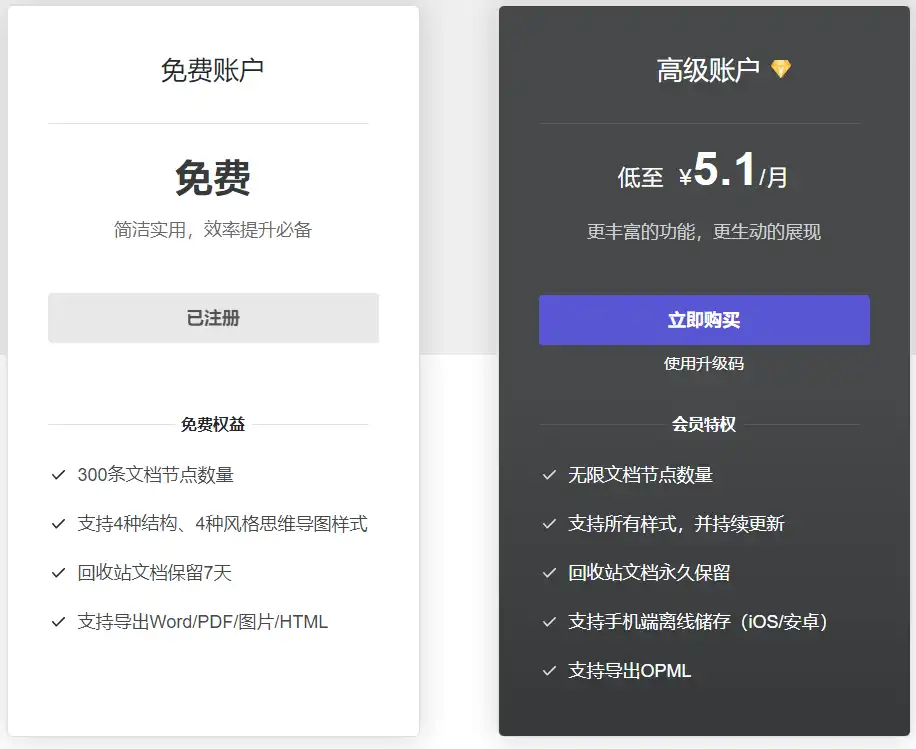 免费账户
免费
简洁实用，效率提升必备
已注册
免费权益
300条文档节点数量
支持4种结构、4种风格思维导图样式
回收站文档保留7天
支持导出Word/PDF/图片/HTML
高级账户
低至 ¥5.1/月
更丰富的功能，更生动的展现
立即购买
使用升级码
会员特权
无限文档节点数量
支持所有样式，并持续更新
回收站文档永久保留
支持手机端离线储存（iOS/安卓）
支持导出OPML